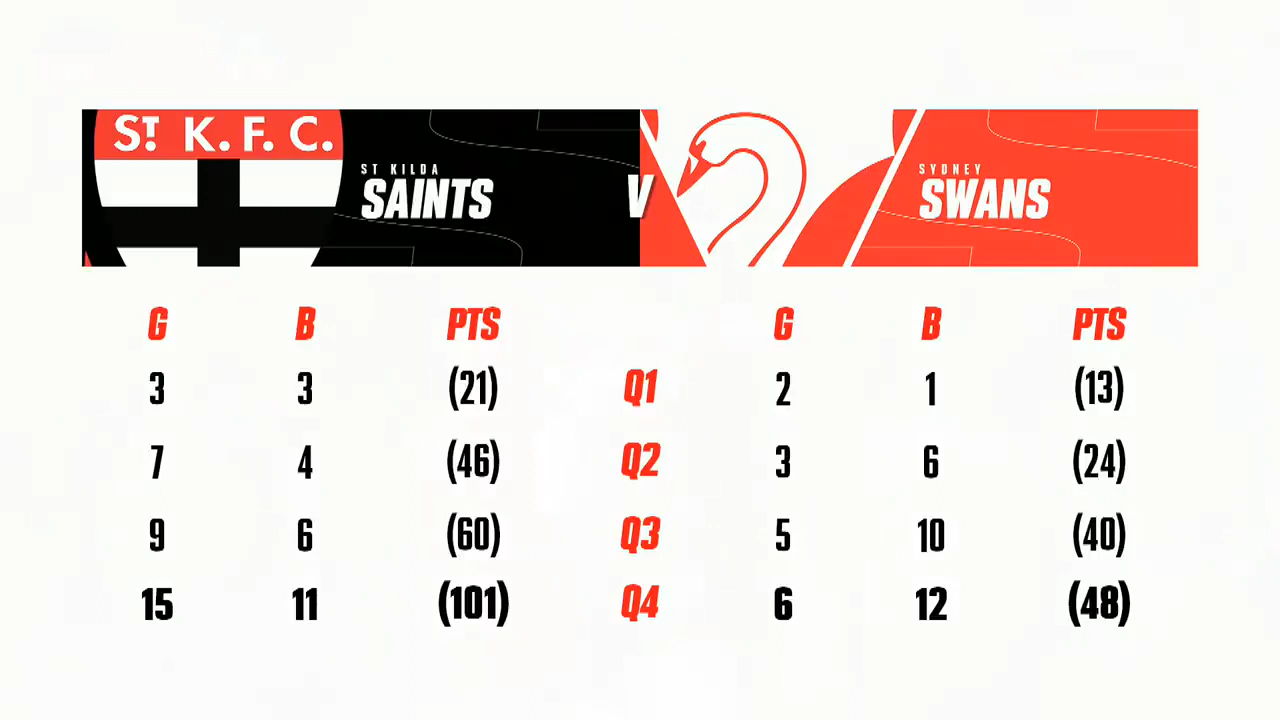 ST K. F. C.
ST KILDA
SAINTS
V
SYDNEY
SWANS
G B PTS G B PTS
3 3 (21) Q1 2 1 (13)
7 4 (46) Q2 3 6 (24)
9 6 (60) Q3 5 10 (40)
15 11 (101) Q4 6 12 (48)